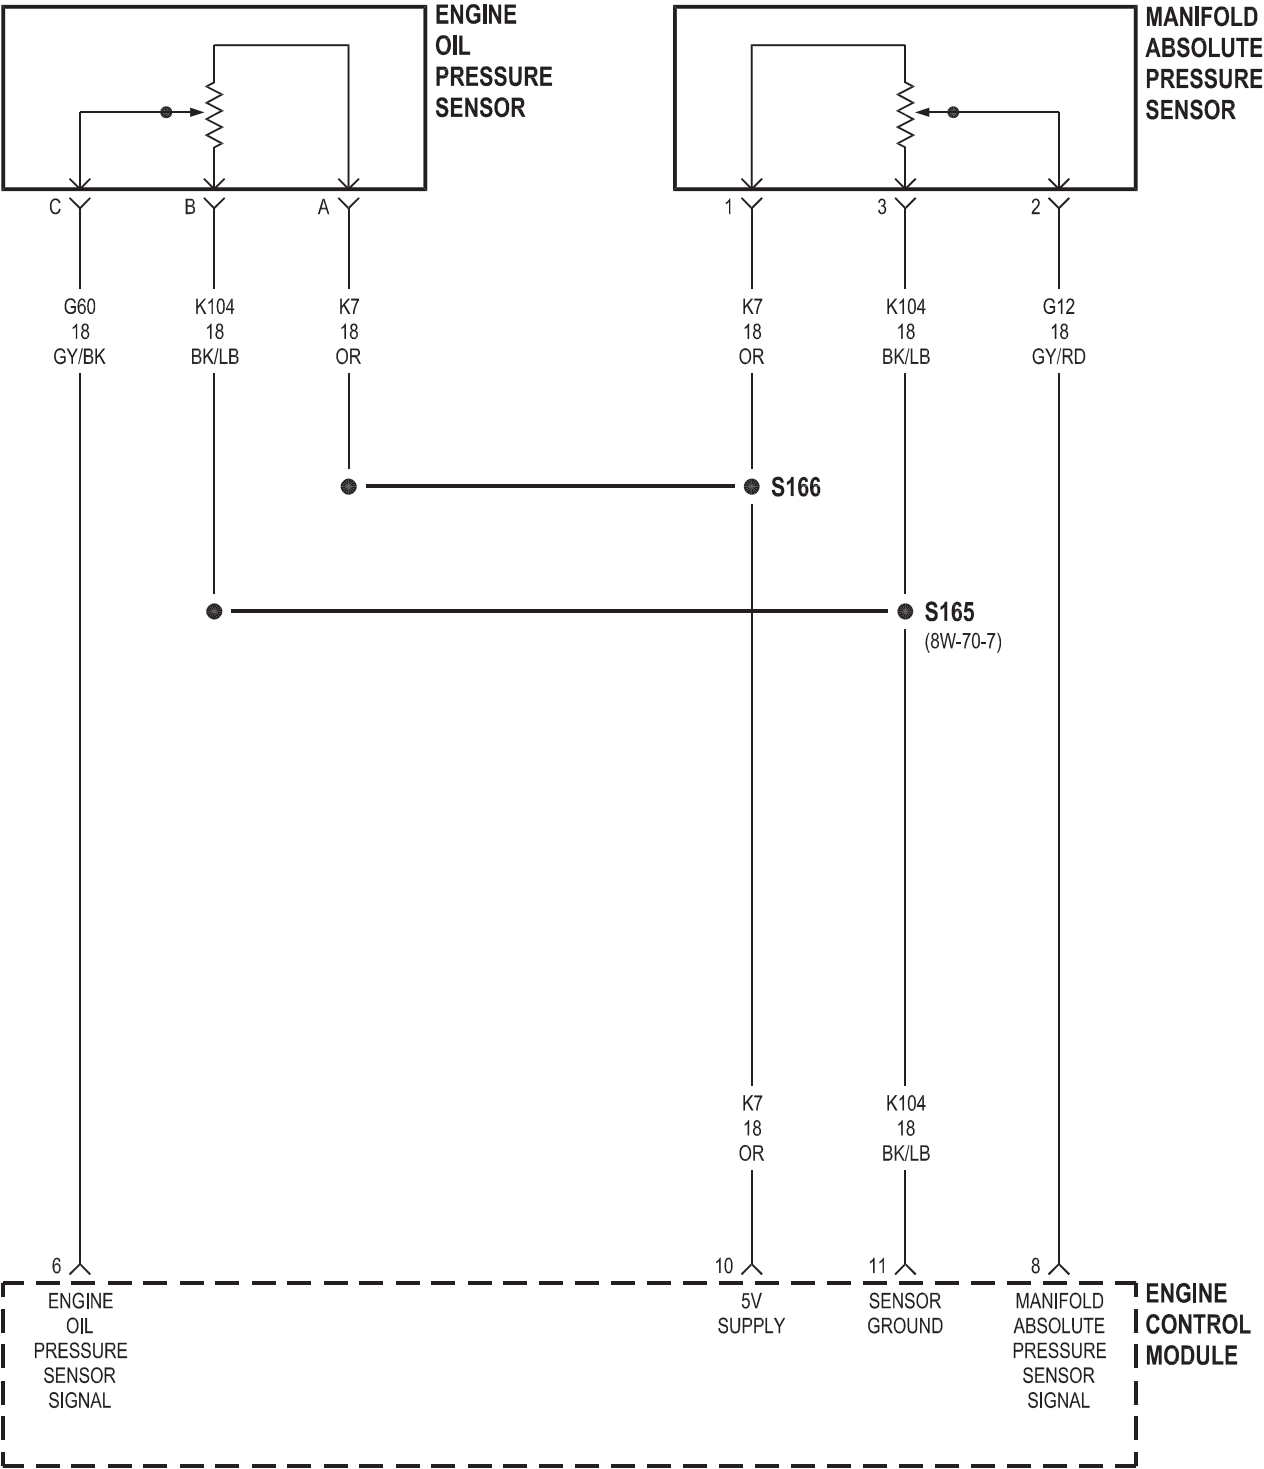 ENGINE
OIL
PRESSURE
SENSOR
MANIFOLD
ABSOLUTE
PRESSURE
SENSOR
C
B
A
1
3
2
G60
18
GY/BK
K104
18
BK/LB
K7
18
OR
K7
18
OR
K104
18
BK/LB
G12
18
GY/RD
S166
S165
(8W-70-7)
K7
18
OR
K104
18
BK/LB
6
10
11
8
ENGINE
OIL
PRESSURE
SENSOR
SIGNAL
5V
SUPPLY
SENSOR
GROUND
MANIFOLD
ABSOLUTE
PRESSURE
SENSOR
SIGNAL
ENGINE
CONTROL
MODULE